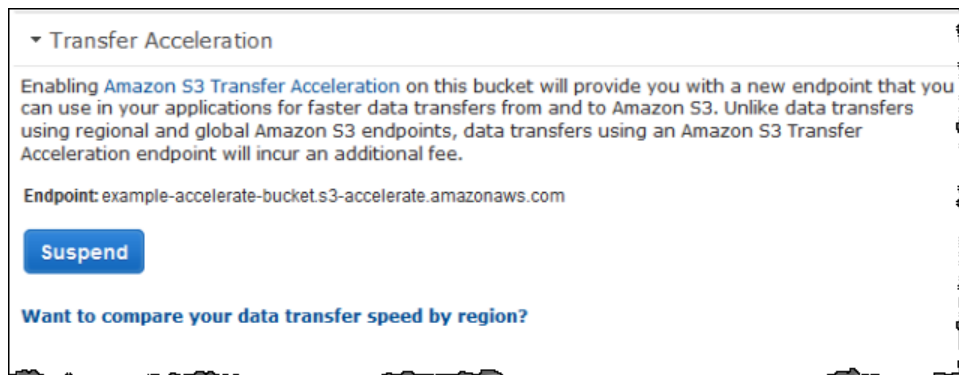 Transfer Acceleration
Enabling Amazon S3 Transfer Acceleration on this bucket will provide you with a new endpoint that you
can use in your applications for faster data transfers from and to Amazon S3. Unlike data transfers
using regional and global Amazon S3 endpoints, data transfers using an Amazon S3 Transfer
Acceleration endpoint will incur an additional fee.
Endpoint: example-accelerate-bucket.s3-accelerate.amazonaws.com
Suspend
Want to compare your data transfer speed by region?